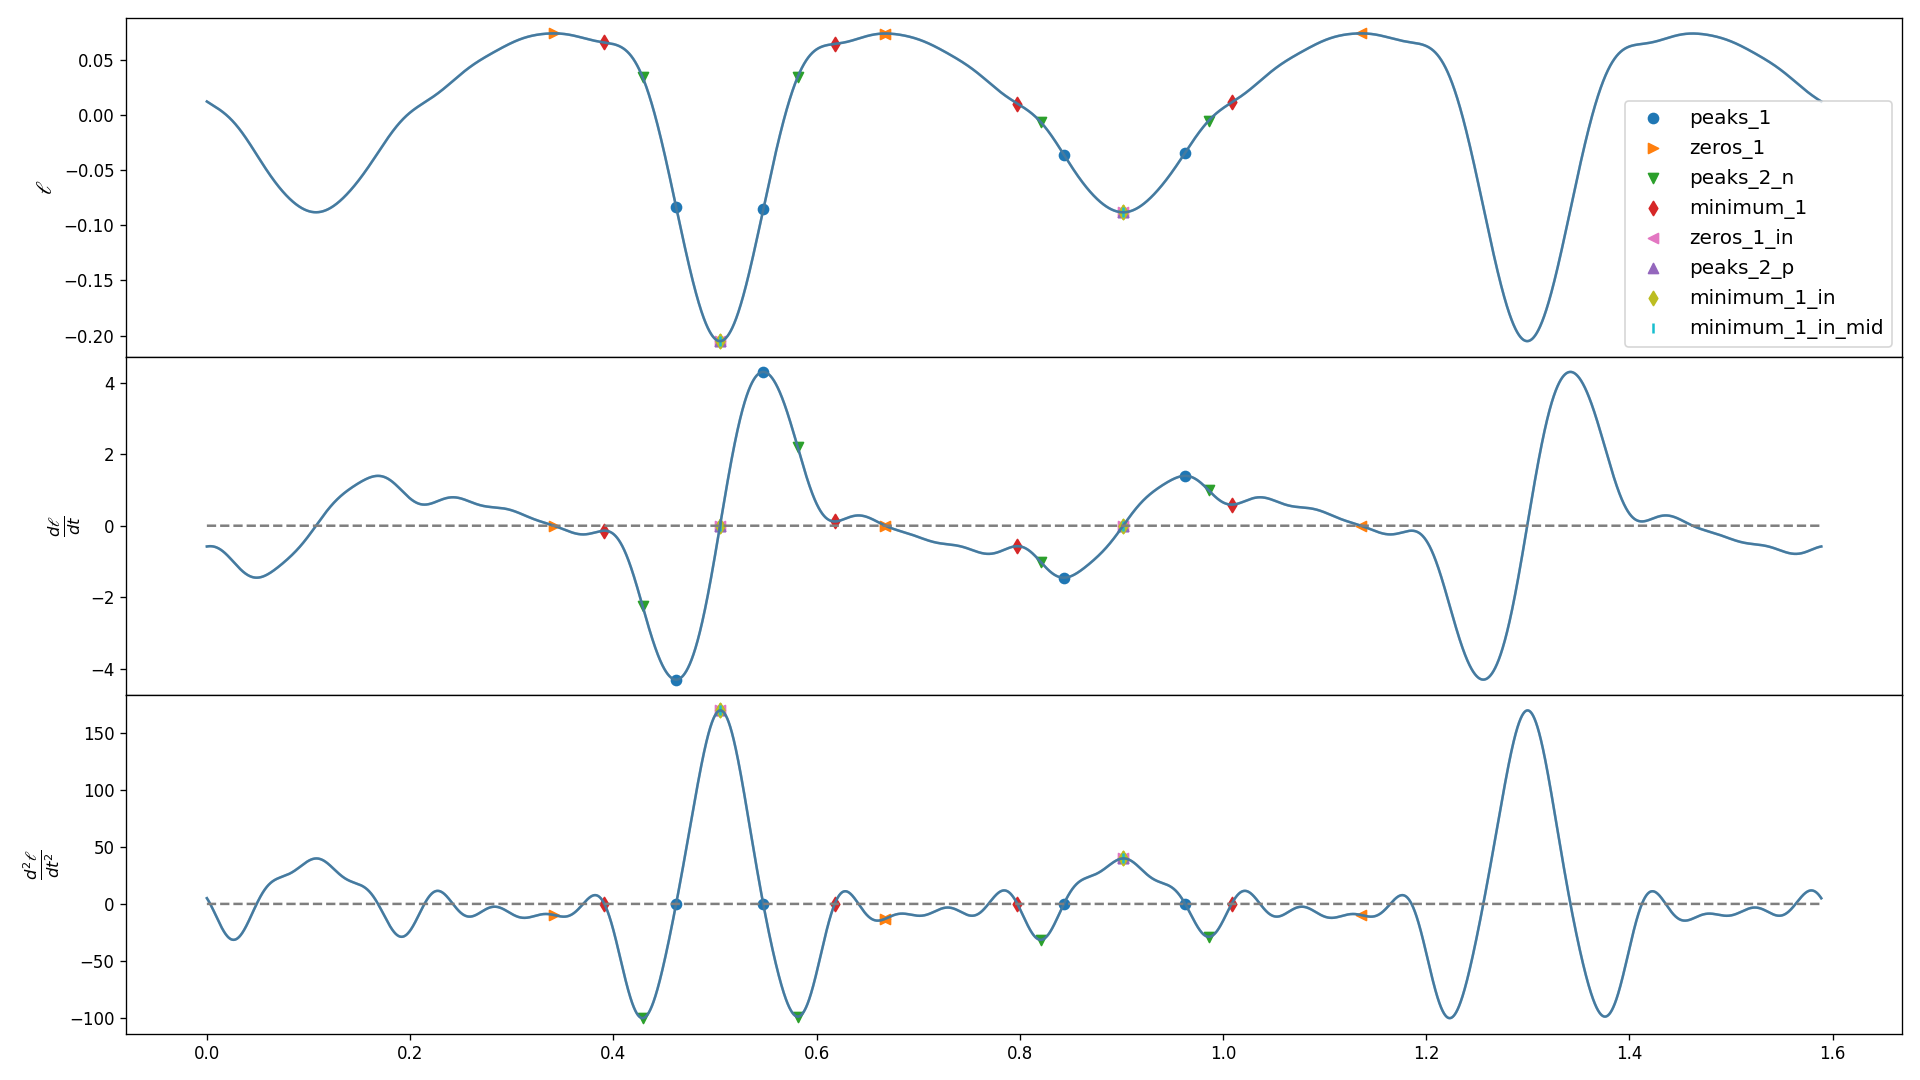 0.05
0.00
−0.05
−0.10
−0.15
−0.20
ℓ
peaks_1
zeros_1
peaks_2_n
minimum_1
zeros_1_in
peaks_2_p
minimum_1_in
minimum_1_in_mid
4
2
0
−2
−4
dℓ
dt
150
100
50
0
−50
−100
d²ℓ
dt²
0.0 0.2 0.4 0.6 0.8 1.0 1.2 1.4 1.6